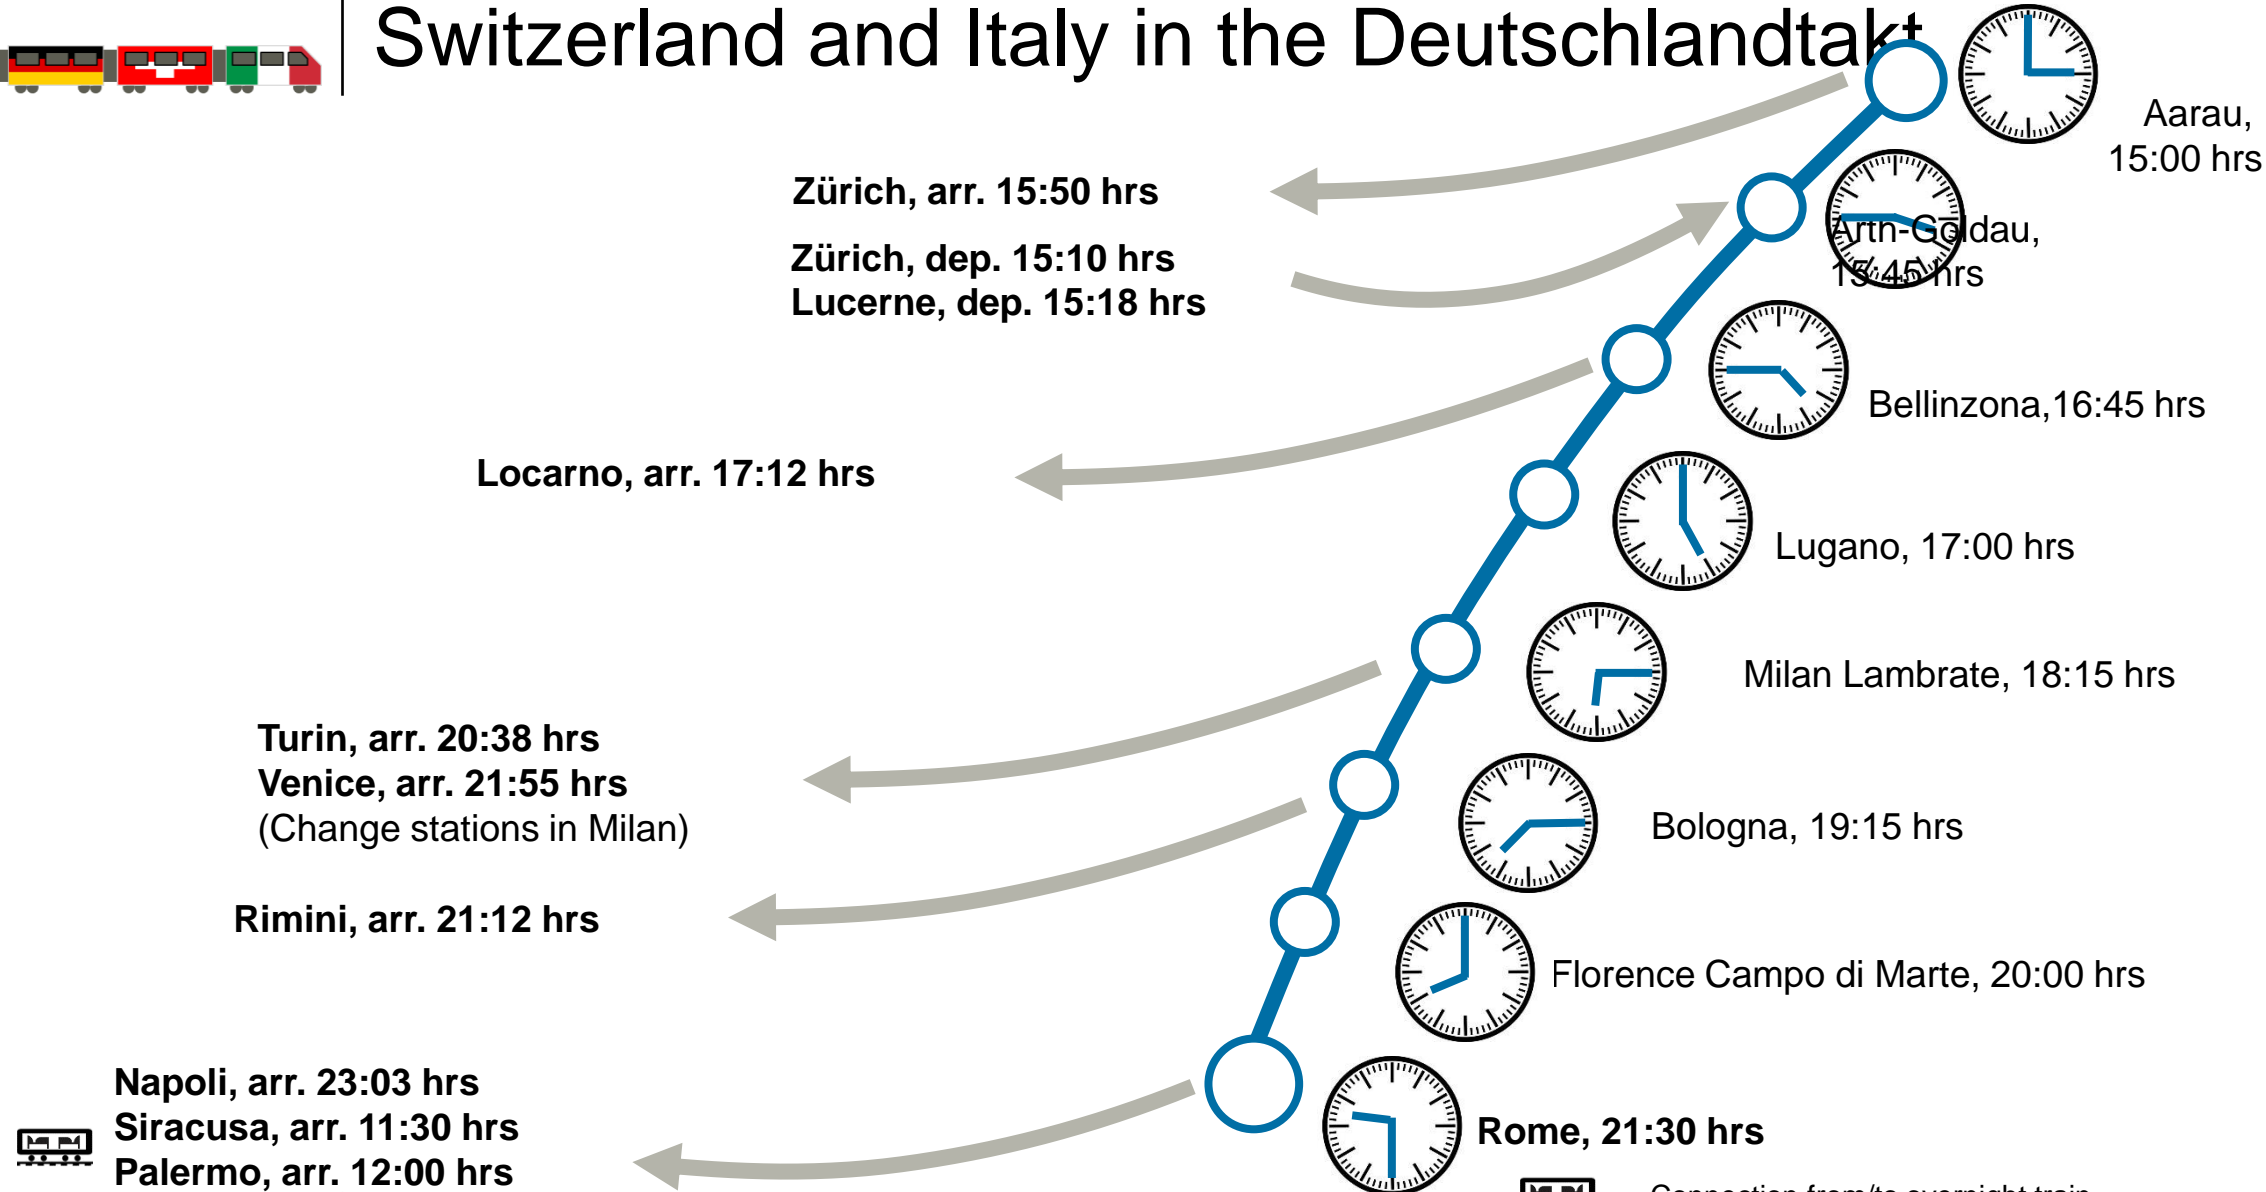 Switzerland and Italy in the Deutschlandtakt
Aarau,
15:00 hrs
Zürich, arr. 15:50 hrs
Zürich, dep. 15:10 hrs
Lucerne, dep. 15:18 hrs
Arth-Goldau,
15:45 hrs
Bellinzona,16:45 hrs
Locarno, arr. 17:12 hrs
Lugano, 17:00 hrs
Milan Lambrate, 18:15 hrs
Turin, arr. 20:38 hrs
Venice, arr. 21:55 hrs
(Change stations in Milan)
Bologna, 19:15 hrs
Rimini, arr. 21:12 hrs
Florence Campo di Marte, 20:00 hrs
Napoli, arr. 23:03 hrs
Siracusa, arr. 11:30 hrs
Palermo, arr. 12:00 hrs
Rome, 21:30 hrs
Connection from/to overnight train